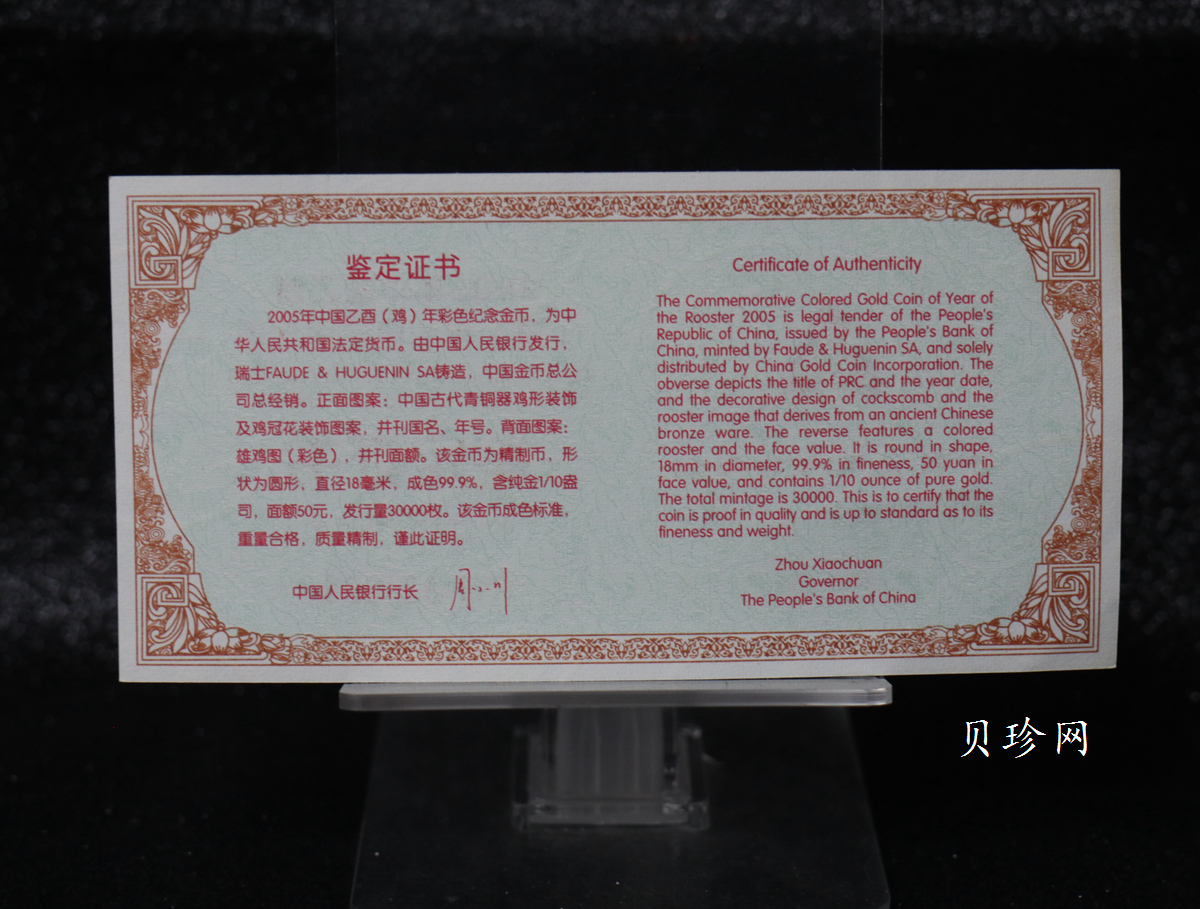 鉴定证书
2005年中国乙酉（鸡）年彩色纪念金币，为中
华人民共和国法定货币。由中国人民银行发行，
瑞士FAUDE & HUGUENIN SA铸造，中国金币总公
司总经销。正面图案：中国古代青铜器鸡形装饰
及鸡冠花装饰图案，并刊国名、年号。背面图案：
雄鸡图（彩色），并刊面额。该金币为精制币，形
状为圆形，直径18毫米，成色99.9%，含纯金1/10盎
司，面额50元，发行量30000枚。该金币成色标准，
重量合格，质量精制，谨此证明。
中国人民银行行长 周小川
Certificate of Authenticity
The Commemorative Colored Gold Coin of Year of
the Rooster 2005 is legal tender of the People's
Republic of China, issued by the People's Bank of
China, minted by Faude & Huguenin SA, and solely
distributed by China Gold Coin Incorporation. The
obverse depicts the title of PRC and the year date,
and the decorative design of cockscomb and the
rooster image that derives from an ancient Chinese
bronze ware. The reverse features a colored
rooster and the face value. It is round in shape,
18mm in diameter, 99.9% in fineness, 50 yuan in
face value, and contains 1/10 ounce of pure gold.
The total mintage is 30000. This is to certify that the
coin is proof in quality and is up to standard as to its
fineness and weight.
Zhou Xiaochuan
Governor
The People's Bank of China
贝珍网